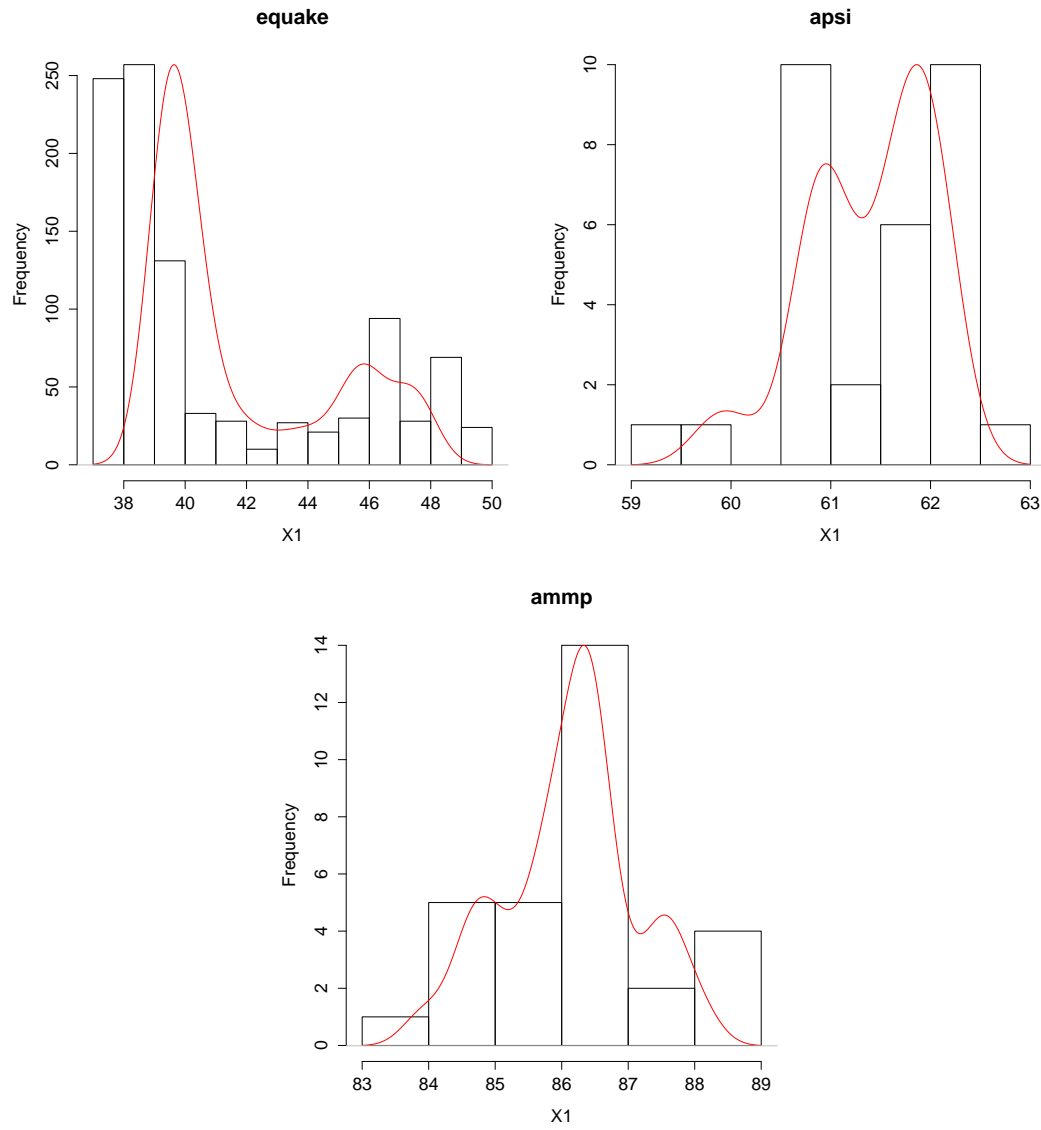 equake
Frequency
0 50 100 150 200 250
38 40 42 44 46 48 50
X1
apsi
Frequency
0 2 4 6 8 10
59 60 61 62 63
X1
ammp
Frequency
0 2 4 6 8 10 12 14
83 84 85 86 87 88 89
X1